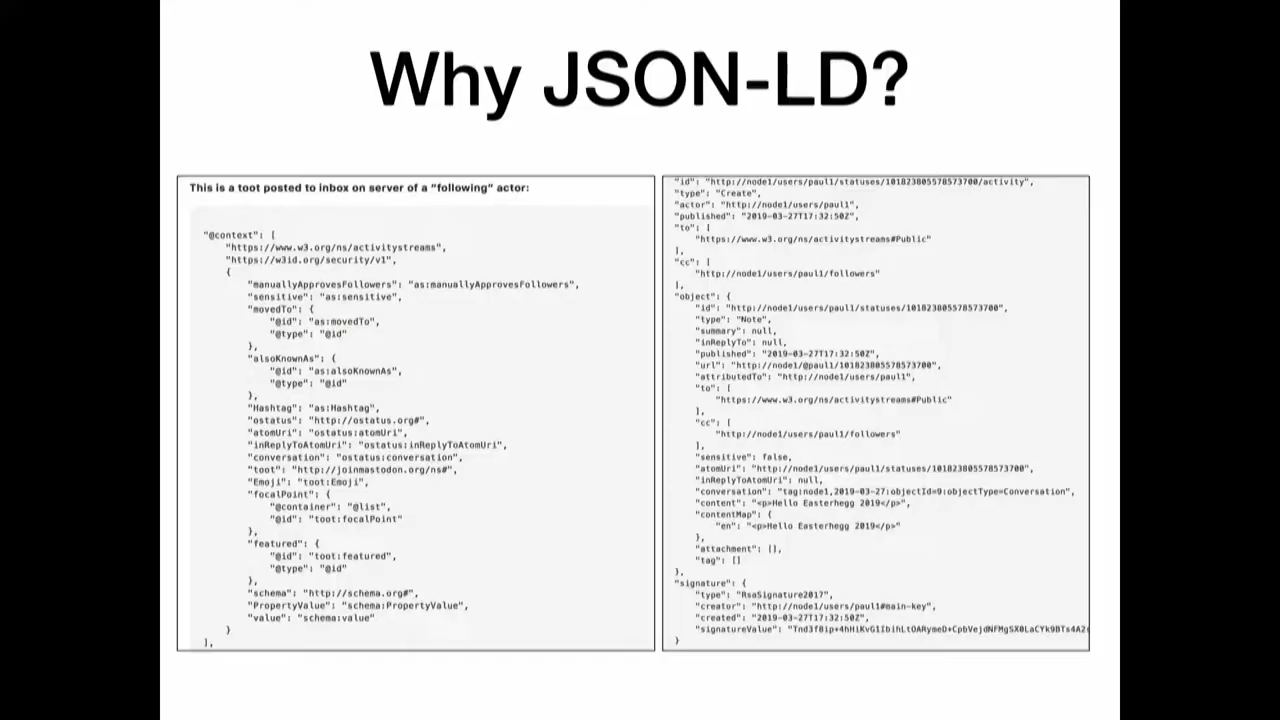 Why JSON-LD?
This is a toot posted to inbox on server of a "following" actor:
"@context": [
"https://www.w3.org/ns/activitystreams",
"https://w3id.org/security/v1",
{
"manuallyApprovesFollowers": "as:manuallyApprovesFollowers",
"sensitive": "as:sensitive",
"movedTo": {
"@id": "as:movedTo",
"@type": "@id"
},
"alsoKnownAs": {
"@id": "as:alsoKnownAs",
"@type": "@id"
},
"Hashtag": "as:Hashtag",
"ostatus": "http://ostatus.org#",
"atomUri": "ostatus:atomUri",
"inReplyToAtomUri": "ostatus:inReplyToAtomUri",
"conversation": "ostatus:conversation",
"toot": "http://joinmastodon.org/ns#",
"Emoji": "toot:Emoji",
"focalPoint": {
"@container": "@list",
"@id": "toot:focalPoint"
},
"featured": {
"@id": "toot:featured",
"@type": "@id"
},
"schema": "http://schema.org#",
"PropertyValue": "schema:PropertyValue",
"value": "schema:value"
}
],
"id": "http://node1/users/paul1/statuses/101823805578573700/activity",
"type": "Create",
"actor": "http://node1/users/paul1",
"published": "2019-03-27T17:32:50Z",
"to": [
"https://www.w3.org/ns/activitystreams#Public"
],
"cc": [
"http://node1/users/paul1/followers"
],
"object": {
"id": "http://node1/users/paul1/statuses/101823805578573700",
"type": "Note",
"summary": null,
"inReplyTo": null,
"published": "2019-03-27T17:32:50Z",
"url": "http://node1/@paul1/101823805578573700",
"attributedTo": "http://node1/users/paul1",
"to": [
"https://www.w3.org/ns/activitystreams#Public"
],
"cc": [
"http://node1/users/paul1/followers"
],
"sensitive": false,
"atomUri": "http://node1/users/paul1/statuses/101823805578573700",
"inReplyToAtomUri": null,
"conversation": "tag:node1,2019-03-27:objectId=9:objectType=Conversation",
"content": "<p>Hello Easterhegg 2019</p>",
"contentMap": {
"en": "<p>Hello Easterhegg 2019</p>"
},
"attachment": [],
"tag": []
},
"signature": {
"type": "RsaSignature2017",
"creator": "http://node1/users/paul1#main-key",
"created": "2019-03-27T17:32:50Z",
"signatureValue":
}